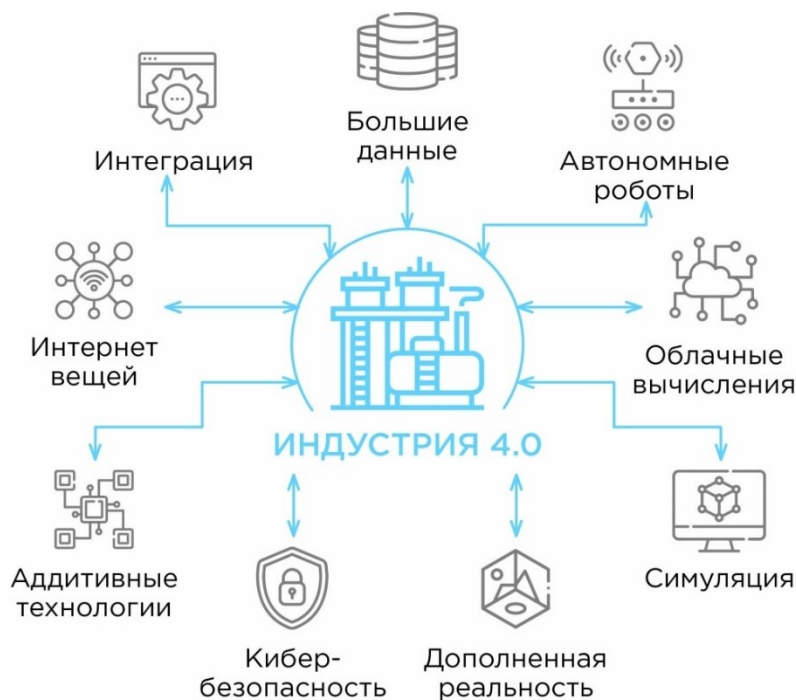 Большие
данные
Интеграция
Автономные
роботы
Интернет
вещей
Облачные
вычисления
ИНДУСТРИЯ 4.0
Аддитивные
технологии
Симуляция
Кибер-
безопасность
Дополненная
реальность